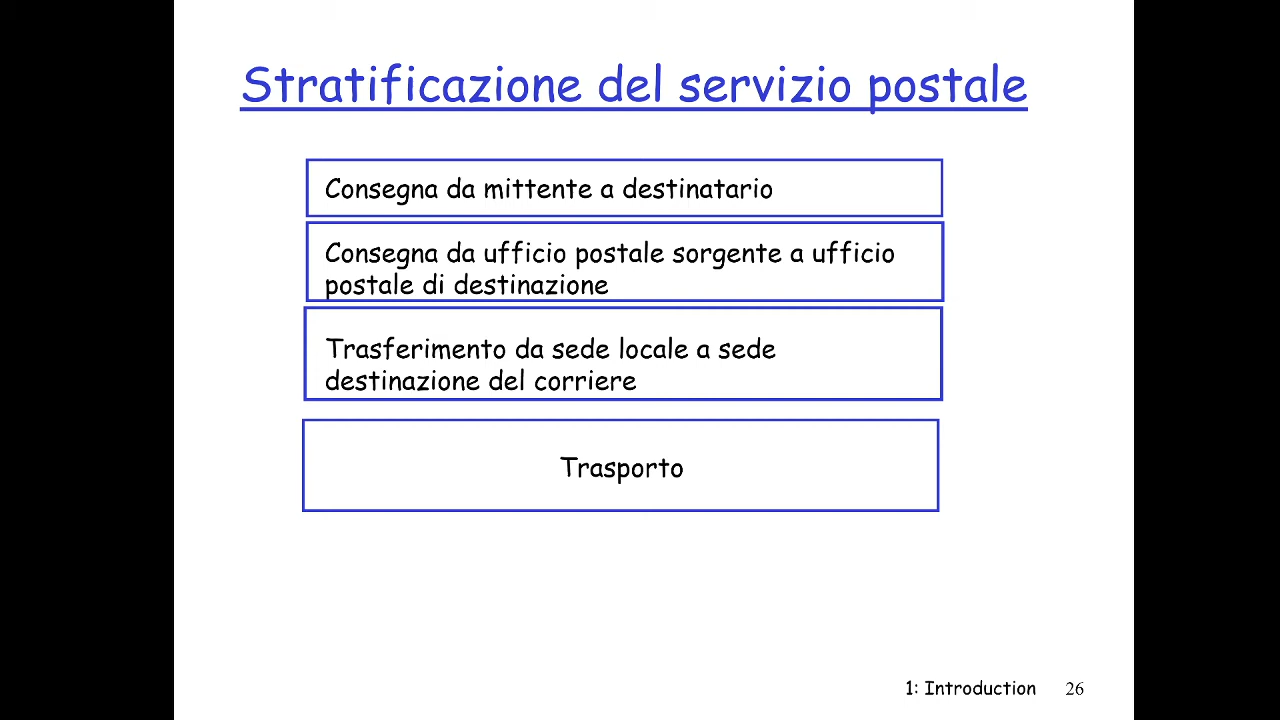 Stratificazione del servizio postale
Consegna da mittente a destinatario
Consegna da ufficio postale sorgente a ufficio
postale di destinazione
Trasferimento da sede locale a sede
destinazione del corriere
Trasporto
1: Introduction 26